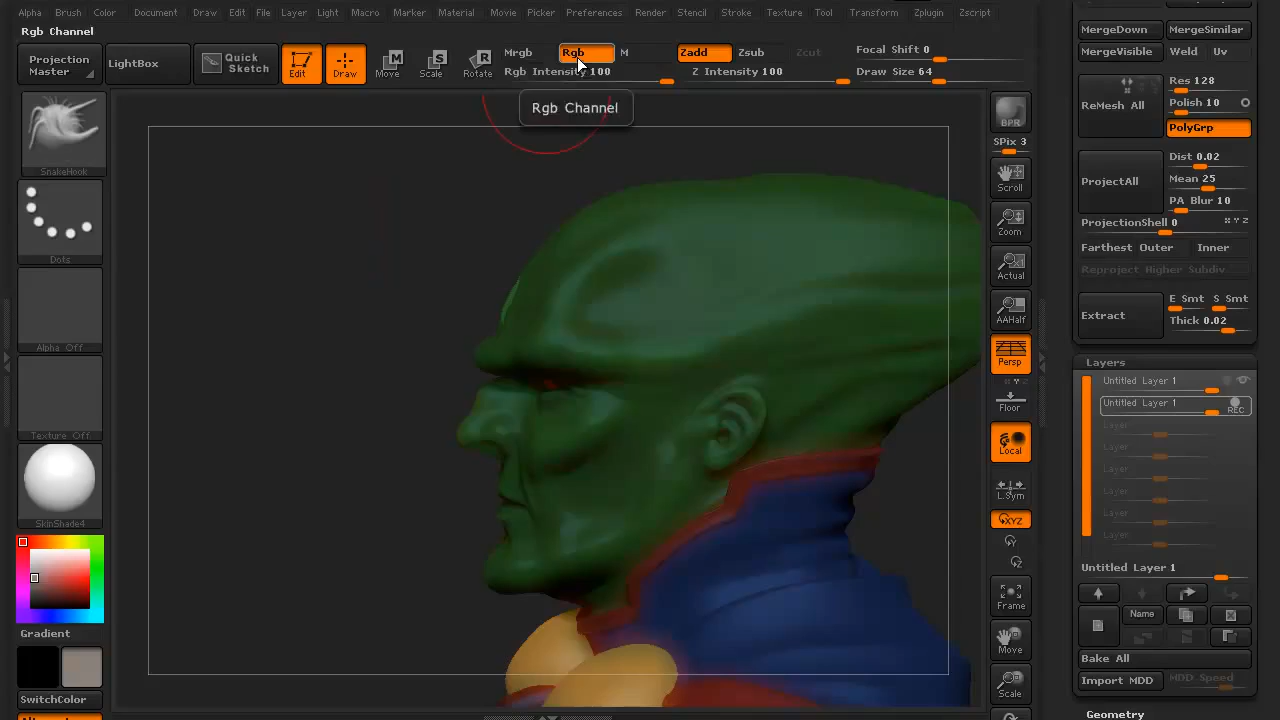 Alpha Brush Color Document Draw Edit File Layer Light Macro Marker Material Movie Picker Preferences Render Stencil Stroke Texture Tool Transform Zplugin Zscript
Rgb Channel
Projection Master
LightBox
Quick Sketch
Edit
Draw
Move
Scale
Rotate
Mrgb
Rgb
M
Rgb Intensity 100
Zadd
Zsub
Zcut
Z Intensity 100
Focal Shift 0
Draw Size 64
Rgb Channel
SnakeHook
Dots
Alpha Off
Texture Off
SkinShade4
Gradient
SwitchColor
BPR
SPix 3
Scroll
Zoom
Actual
AAHalf
Persp
Floor
Local
L.Sym
XYZ
Frame
Move
Scale
MergeDown MergeSimilar
MergeVisible Weld Uv
ReMesh All
Res 128
Polish 10
PolyGrp
ProjectAll
Dist 0.02
Mean 25
PA Blur 10
ProjectionShell 0
X Y Z
Farthest Outer Inner
Reproject Higher Subdiv
Extract
E Smt S Smt
Thick 0.02
Layers
Untitled Layer 1
Untitled Layer 1
REC
Layer
Layer
Layer
Layer
Layer
Layer
Untitled Layer 1
Name
Bake All
Import MDD MDD Speed
Geometry